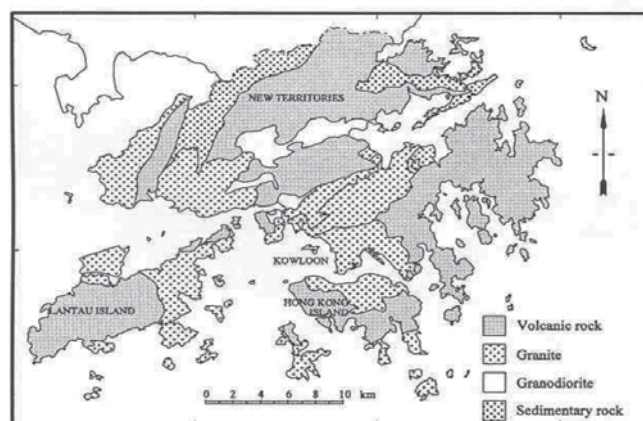 NEW TERRITORIES
N
KOWLOON
LANTAU ISLAND
HONG KONG
ISLAND
Volcanic rock
Granite
Granodiorite
Sedimentary rock
0 2 4 6 8 10
km